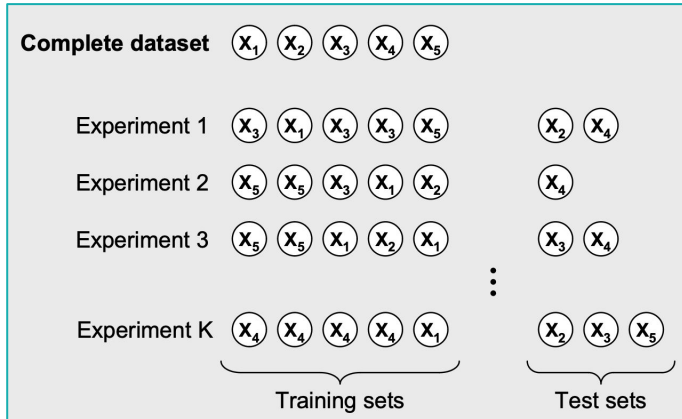 Complete dataset X₁ X₂ X₃ X₄ X₅
Experiment 1 X₃ X₁ X₃ X₃ X₅ X₂ X₄
Experiment 2 X₅ X₅ X₃ X₁ X₂ X₄
Experiment 3 X₅ X₅ X₁ X₂ X₁ X₃ X₄
⋮
Experiment K X₄ X₄ X₄ X₄ X₁ X₂ X₃ X₅
Training sets Test sets